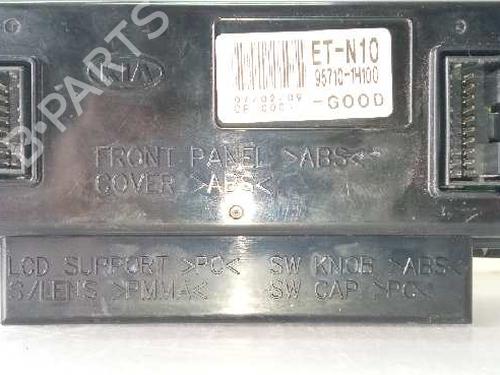 KIA
ET-N10
95710-1H100
-GOOD
FRONT PANEL >ABS<
COVER >ABS<
LCD SUPPORT >PC< SW KNOB >ABS<
S/LENS >PMMA< SW CAP >PC<
B-Parts